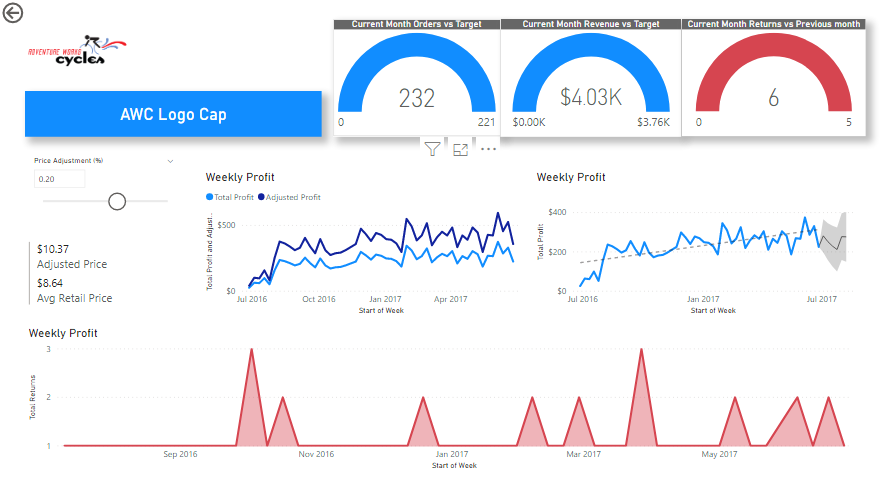 Current Month Orders vs Target
Current Month Revenue vs Target
Current Month Returns vs Previous month
ADVENTURE WORKS
cycles
AWC Logo Cap
232
0
221
$4.03K
$0.00K
$3.76K
6
0
5
Price Adjustment (%)
0.20
$10.37
Adjusted Price
$8.64
Avg Retail Price
Weekly Profit
Total Profit
Adjusted Profit
Total Profit and Adjust...
$500
$0
Jul 2016
Oct 2016
Jan 2017
Apr 2017
Start of Week
Weekly Profit
Total Profit
$400
$200
$0
Jul 2016
Jan 2017
Jul 2017
Start of Week
Weekly Profit
Total Returns
3
2
1
Sep 2016
Nov 2016
Jan 2017
Mar 2017
May 2017
Start of Week